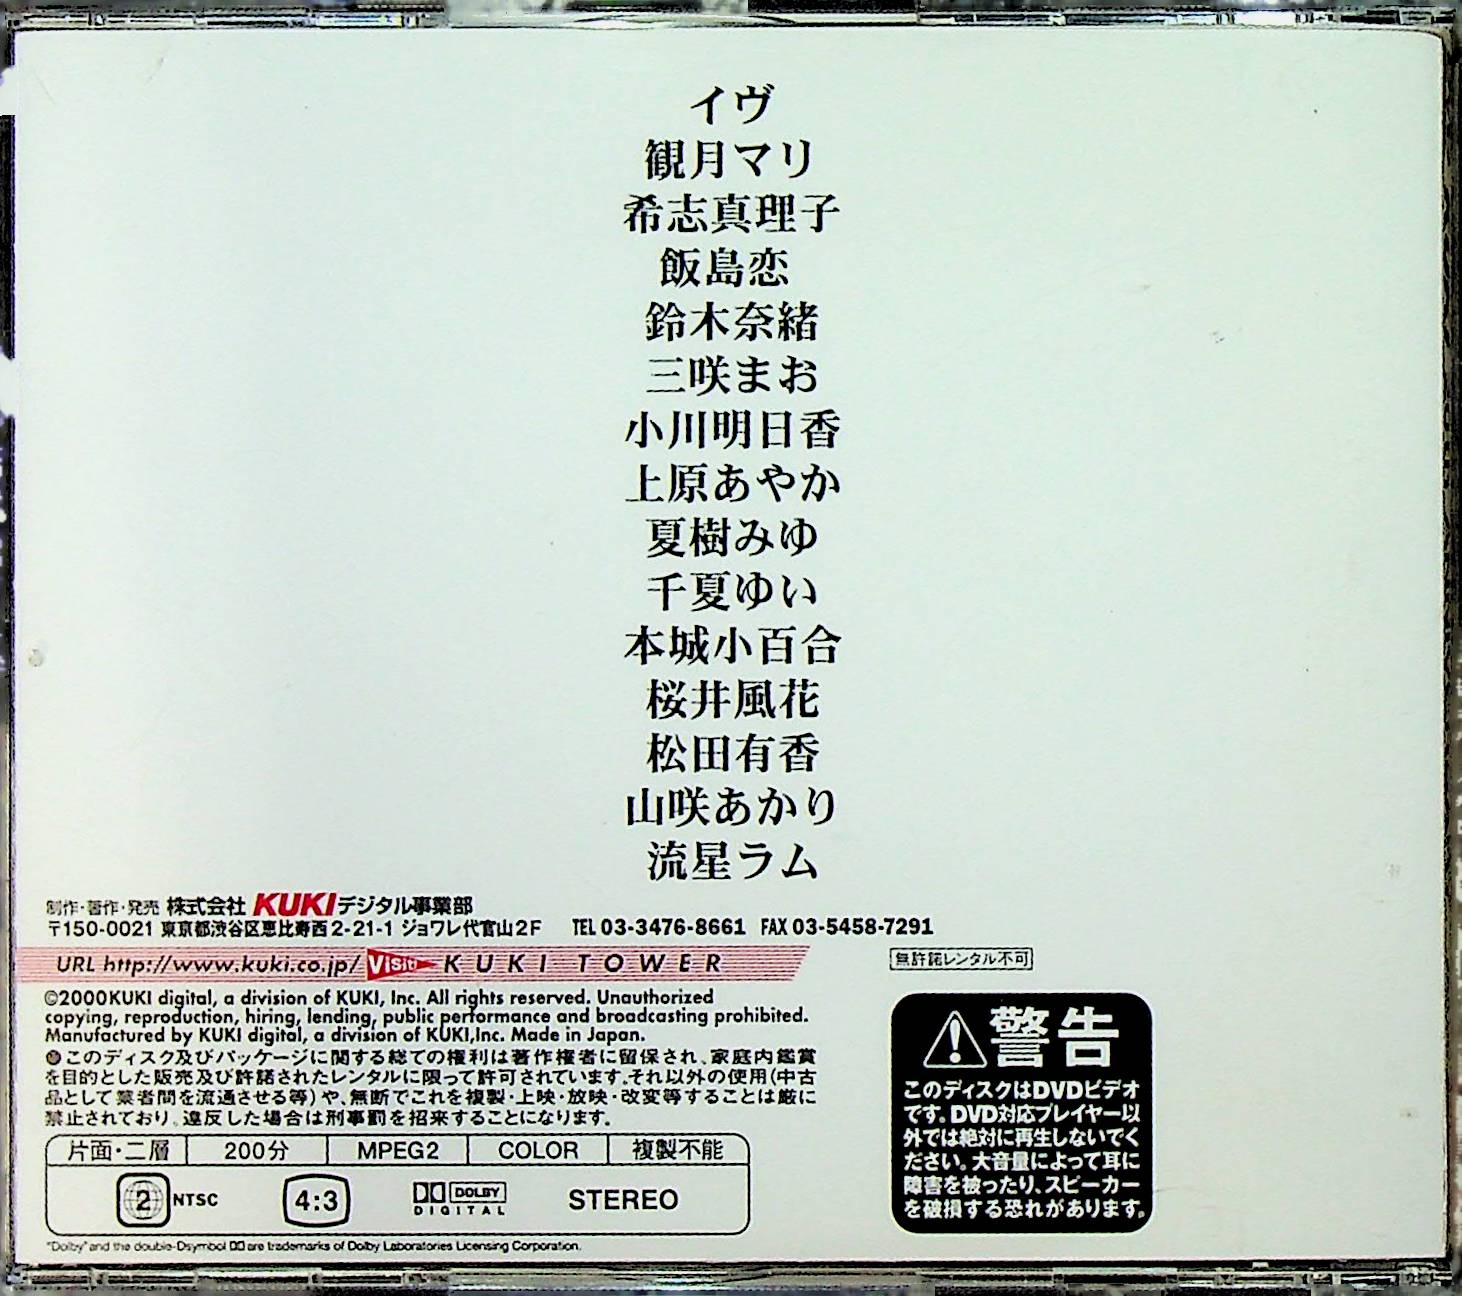 イヴ
観月マリ
希志真理子
飯島恋
鈴木奈緒
三咲まお
小川明日香
上原あやか
夏樹みゆ
千夏ゆい
本城小百合
桜井風花
松田有香
山咲あかり
流星ラム
制作・著作・発売 株式会社 KUKIデジタル事業部
〒150-0021 東京都渋谷区恵比寿西2-21-1 ジョワレ代官山2F TEL 03-3476-8661 FAX 03-5458-7291
URL http://www.kuki.co.jp/ Visit! KUKI TOWER
無許諾レンタル不可
©2000KUKI digital, a division of KUKI, Inc. All rights reserved. Unauthorized
copying, reproduction, hiring, lending, public performance and broadcasting prohibited.
Manufactured by KUKI digital, a division of KUKI,Inc. Made in Japan.
このディスク及びパッケージに関する総ての権利は著作権者に留保され、家庭内鑑賞
を目的とした販売及び許諾されたレンタルに限って許可されています。それ以外の使用(中古
品として業者間を流通させる等)や、無断でこれを複製・上映・放映・改変等することは厳に
禁止されており、違反した場合は刑事罰を招来することになります。
片面・二層 200分 MPEG2 COLOR 複製不能
2 NTSC 4:3 DOLBY DIGITAL STEREO
"Dolby" and the double-Dsymbol DD are trademarks of Dolby Laboratories Licensing Corporation.
警告
このディスクはDVDビデオ
です。DVD対応プレイヤー以
外では絶対に再生しないでく
ださい。大音量によって耳に
障害を被ったり、スピーカー
を破損する恐れがあります。